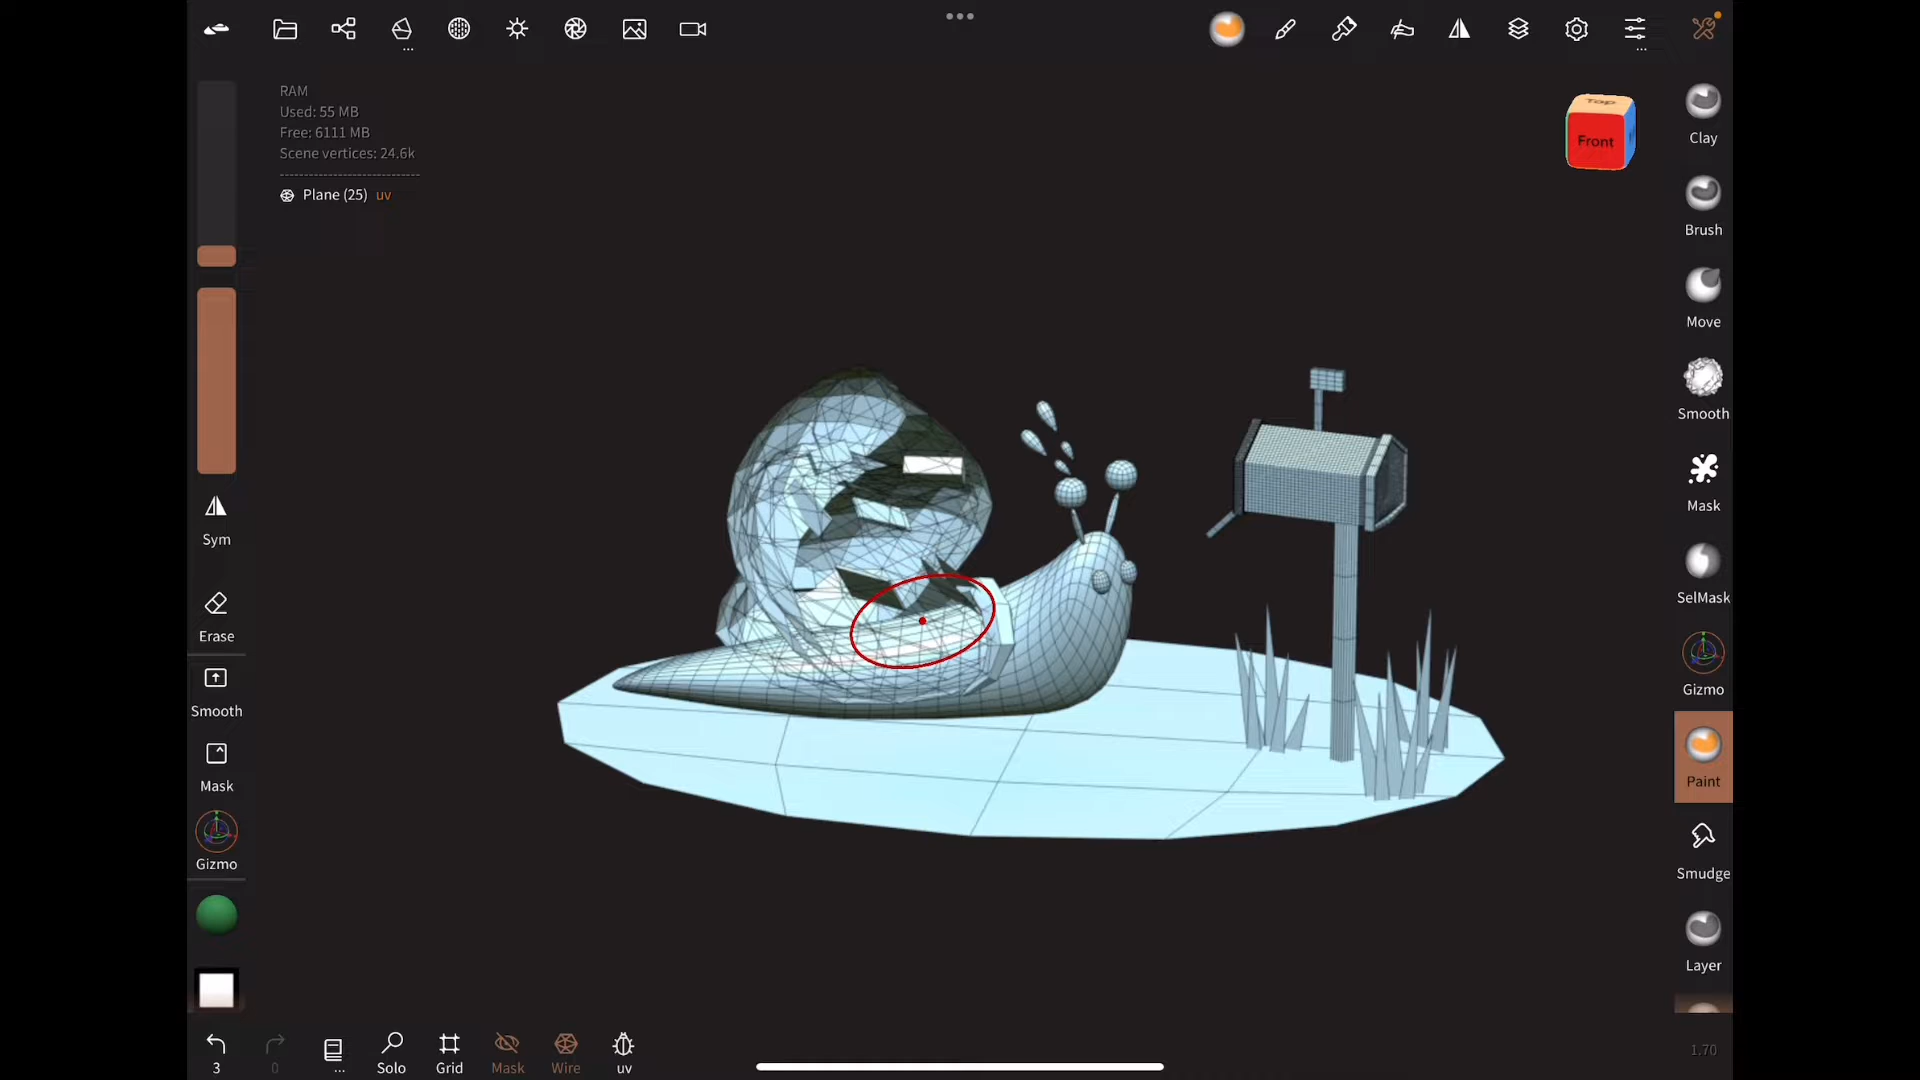 RAM
Used: 55 MB
Free: 6111 MB
Scene vertices: 24.6k
Plane (25) uv
Top
Front
Clay
Brush
Move
Smooth
Mask
SelMask
Gizmo
Paint
Smudge
Layer
Sym
Erase
Smooth
Mask
Gizmo
3
0
...
Solo
Grid
Mask
Wire
uv
1.70